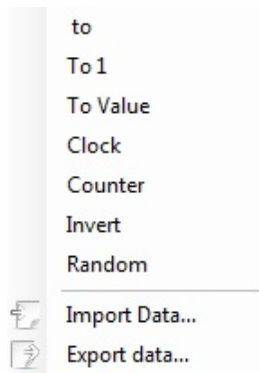 to
To 1
To Value
Clock
Counter
Invert
Random
Import Data...
Export data...